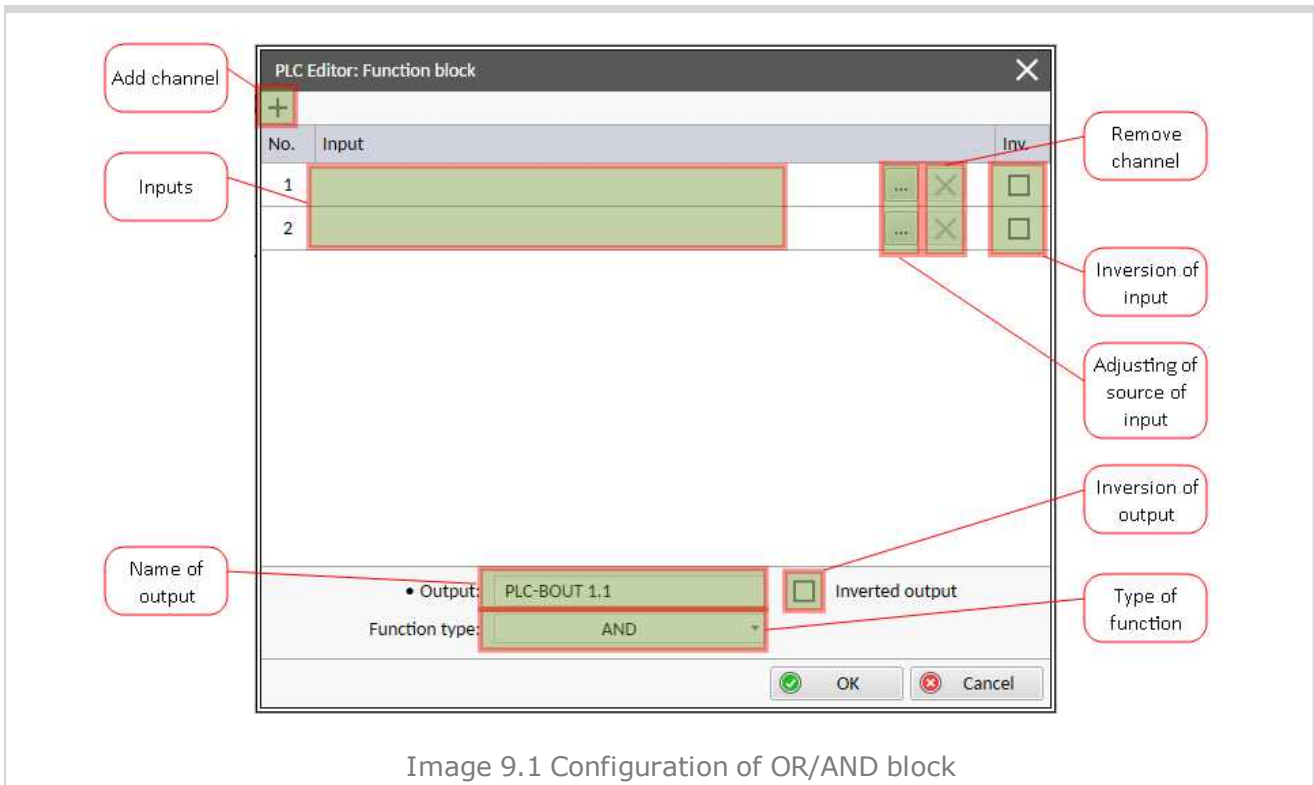 Add channel
PLC Editor: Function block
No. Input Inv.
Remove
channel
Inputs
1 ...
2 ...
Inversion of
input
Adjusting of
source of
input
Inversion of
output
Name of
output
• Output: PLC-BOUT 1.1 Inverted output
Function type: AND
Type of
function
OK Cancel
Image 9.1 Configuration of OR/AND block